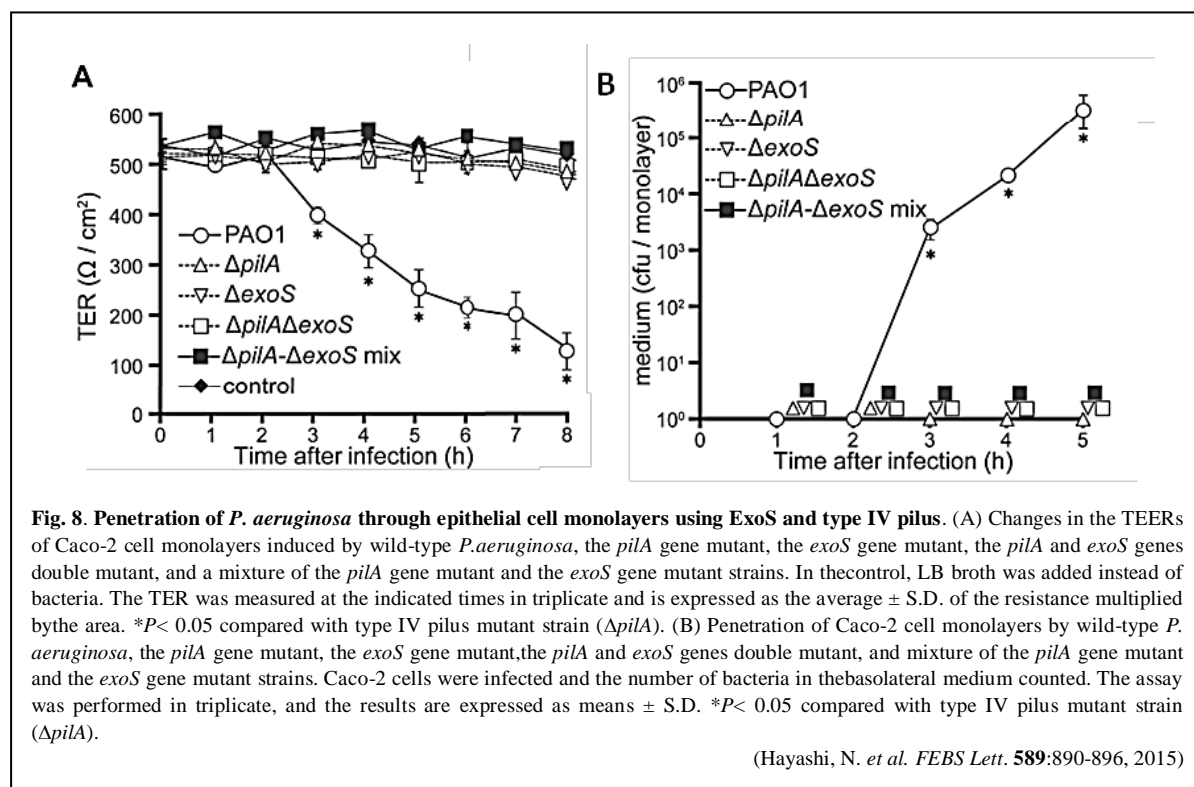 A
600
500
400
300
200
100
0
TER (Ω / cm²)
PAO1
ΔpilA
ΔexoS
ΔpilAΔexoS
ΔpilA-ΔexoS mix
control
0 1 2 3 4 5 6 7 8
Time after infection (h)
* * * * * *
B
10⁶
10⁵
10⁴
10³
10²
10¹
10⁰
medium (cfu / monolayer)
PAO1
ΔpilA
ΔexoS
ΔpilAΔexoS
ΔpilA-ΔexoS mix
* * *
0 1 2 3 4 5
Time after infection (h)
Fig. 8. Penetration of P. aeruginosa through epithelial cell monolayers using ExoS and type IV pilus. (A) Changes in the TEERs
of Caco-2 cell monolayers induced by wild-type P.aeruginosa, the pilA gene mutant, the exoS gene mutant, the pilA and exoS genes
double mutant, and a mixture of the pilA gene mutant and the exoS gene mutant strains. In thecontrol, LB broth was added instead of
bacteria. The TER was measured at the indicated times in triplicate and is expressed as the average ± S.D. of the resistance multiplied
bythe area. *P< 0.05 compared with type IV pilus mutant strain (ΔpilA). (B) Penetration of Caco-2 cell monolayers by wild-type P.
aeruginosa, the pilA gene mutant, the exoS gene mutant,the pilA and exoS genes double mutant, and mixture of the pilA gene mutant
and the exoS gene mutant strains. Caco-2 cells were infected and the number of bacteria in thebasolateral medium counted. The assay
was performed in triplicate, and the results are expressed as means ± S.D. *P< 0.05 compared with type IV pilus mutant strain
(ΔpilA).
(Hayashi, N. et al. FEBS Lett. 589:890-896, 2015)